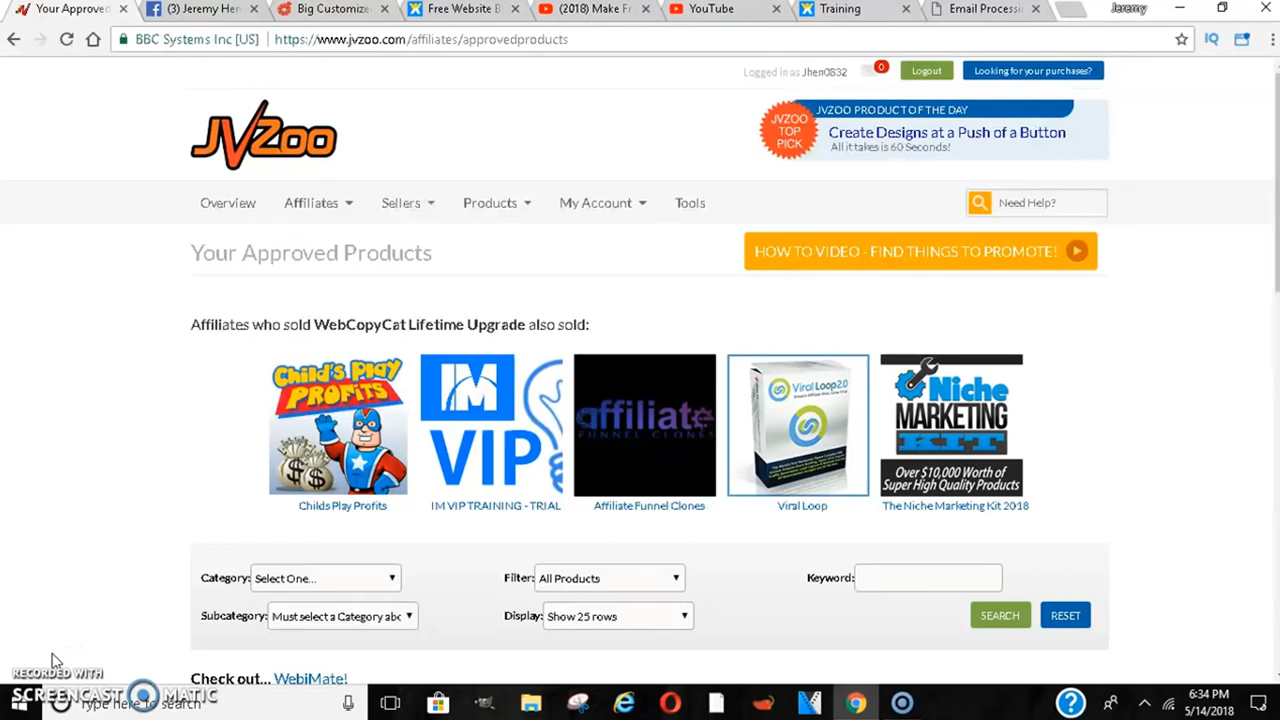 Your Approved
(3) Jeremy Hen
Big Customize
Free Website B
(2018) Make Fr
YouTube
Training
Email Processi
Jeremy
BBC Systems Inc [US]
https://www.jvzoo.com/affiliates/approvedproducts
IQ
Logged in as Jhen0832
0
Logout
Looking for your purchases?
JVZOO
JVZOO TOP PICK
JVZOO PRODUCT OF THE DAY
Create Designs at a Push of a Button
All it takes is 60 Seconds!
Overview
Affiliates
Sellers
Products
My Account
Tools
Need Help?
Your Approved Products
HOW TO VIDEO - FIND THINGS TO PROMOTE!
Affiliates who sold WebCopyCat Lifetime Upgrade also sold:
Child's Play
PROFITS
IM
VIP
affiliate
FUNNEL CLONES
Viral Loop 2.0
Niche
MARKETING
KIT
Over $10,000 Worth of
Super High Quality Products
Childs Play Profits
IM VIP TRAINING - TRIAL
Affiliate Funnel Clones
Viral Loop
The Niche Marketing Kit 2018
Category: Select One...
Filter: All Products
Keyword:
Subcategory: Must select a Category abc
Display: Show 25 rows
SEARCH
RESET
Check out... WebiMate!
RECORDED WITH
SCREENCAST MATIC
Type here to search
6:34 PM
5/14/2018